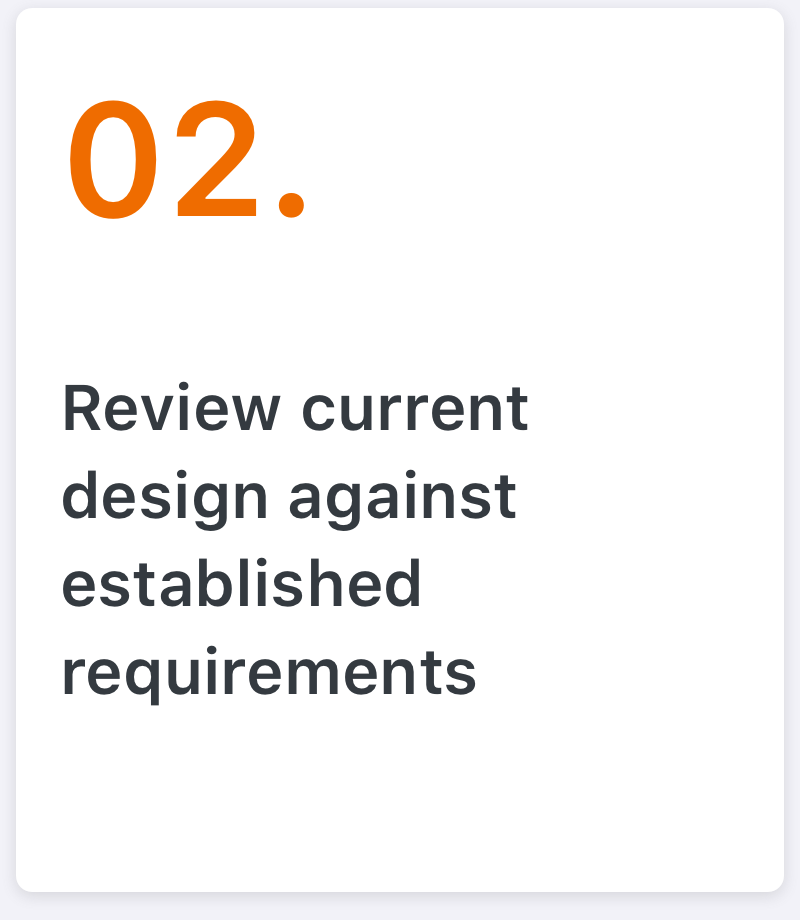 02.
Review current
design against
established
requirements